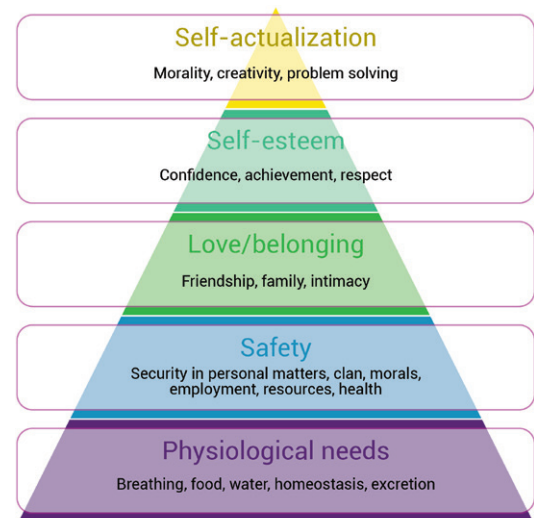 Self-actualization
Morality, creativity, problem solving
Self-esteem
Confidence, achievement, respect
Love/belonging
Friendship, family, intimacy
Safety
Security in personal matters, clan, morals,
employment, resources, health
Physiological needs
Breathing, food, water, homeostasis, excretion